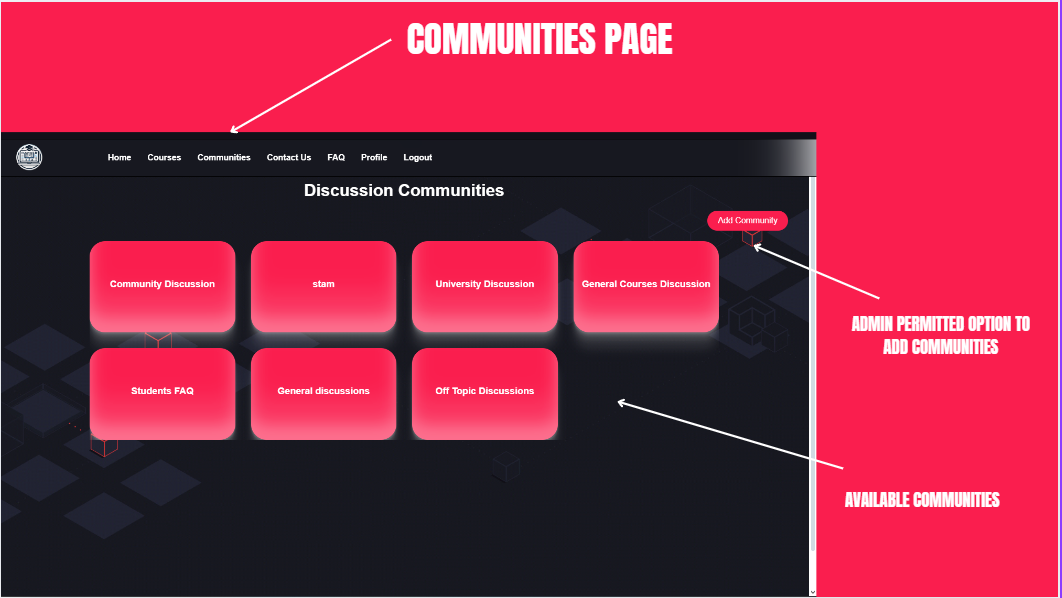 COMMUNITIES PAGE
Home Courses Communities Contact Us FAQ Profile Logout
Discussion Communities
Add Community
Community Discussion
stam
University Discussion
General Courses Discussion
Students FAQ
General discussions
Off Topic Discussions
ADMIN PERMITTED OPTION TO
ADD COMMUNITIES
AVAILABLE COMMUNITIES